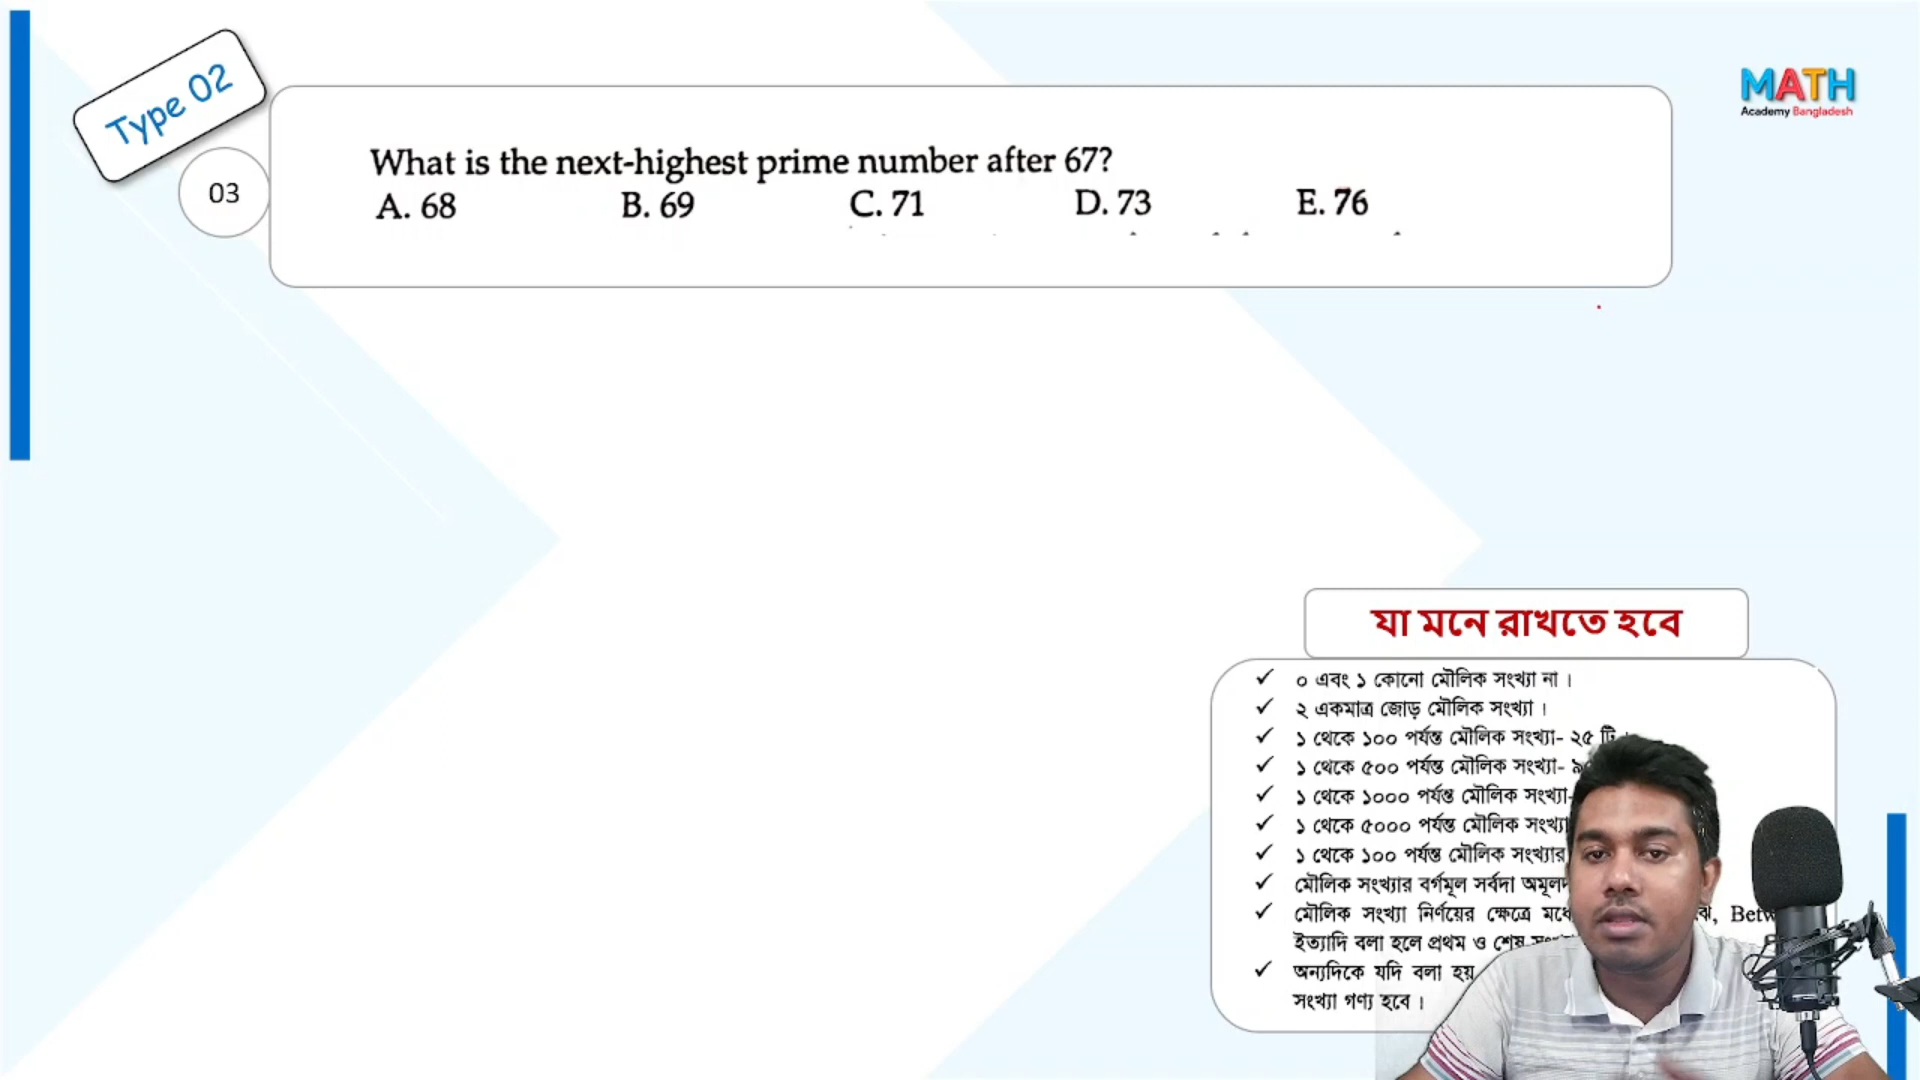 Type 02
MATH
Academy Bangladesh
03
What is the next-highest prime number after 67?
A. 68 B. 69 C. 71 D. 73 E. 76
যা মনে রাখতে হবে
✓ ০ এবং ১ কোনো মৌলিক সংখ্যা না ।
✓ ২ একমাত্র জোড় মৌলিক সংখ্যা ।
✓ ১ থেকে ১০০ পর্যন্ত মৌলিক সংখ্যা- ২৫ টি ।
✓ ১ থেকে ৫০০ পর্যন্ত মৌলিক সংখ্যা-
✓ ১ থেকে ১০০০ পর্যন্ত মৌলিক সংখ্যা-
✓ ১ থেকে ৫০০০ পর্যন্ত মৌলিক সংখ্যা
✓ ১ থেকে ১০০ পর্যন্ত মৌলিক সংখ্যার
✓ মৌলিক সংখ্যার বর্গমূল সর্বদা
✓ মৌলিক সংখ্যা নির্ণয়ের ক্ষেত্রে
ইত্যাদি বলা হলে প্রথম ও শেষ
✓ অন্যদিকে যদি বলা হয়
সংখ্যা গণ্য হবে ।